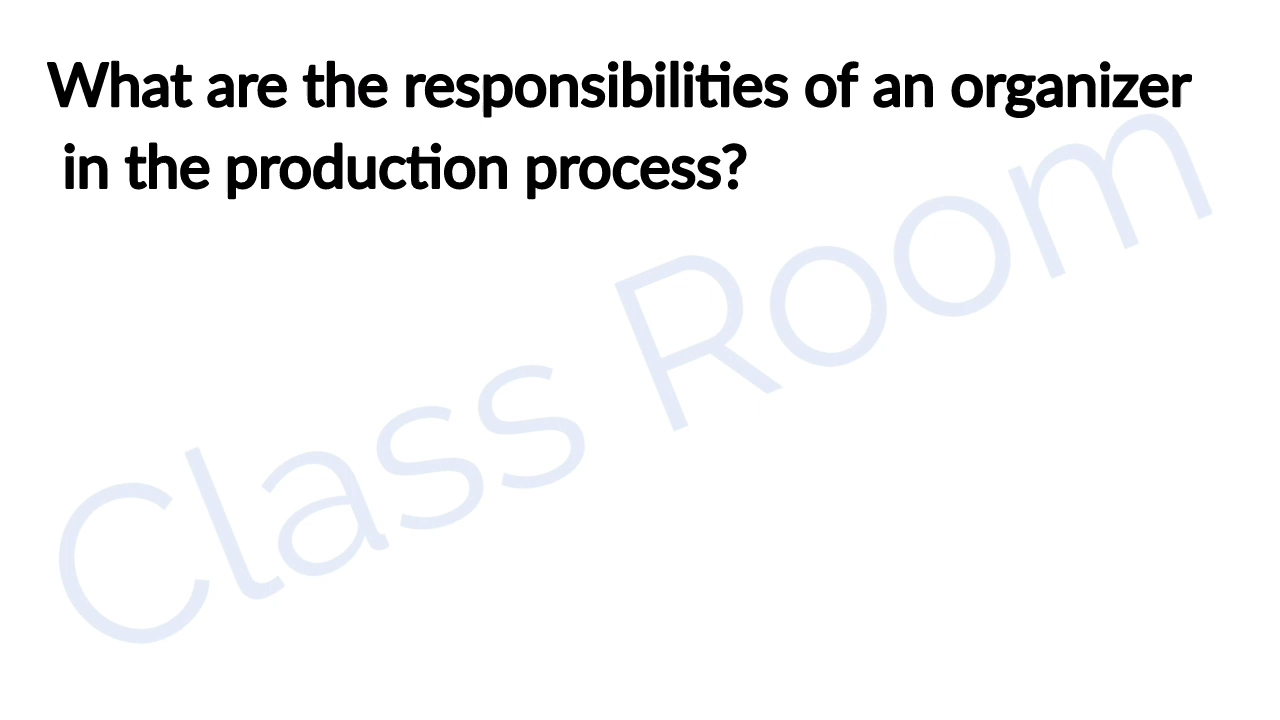 What are the responsibilities of an organizer
in the production process?
Class Room